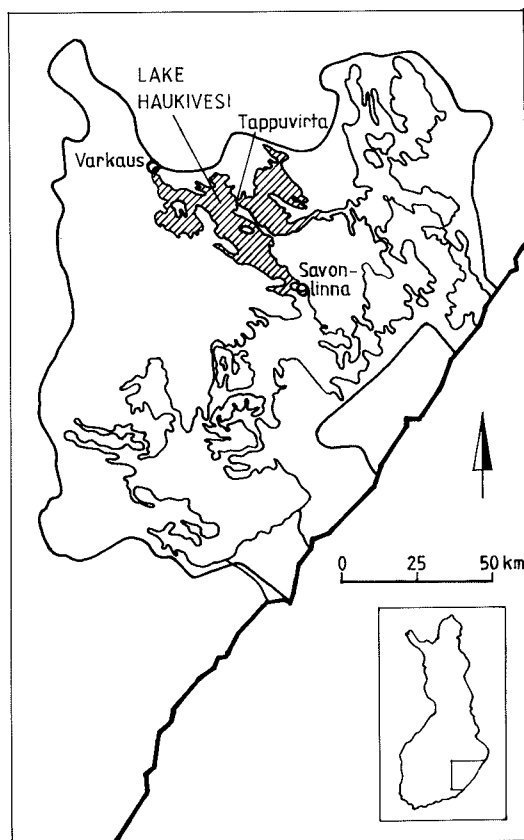 LAKE
HAUKIVESI
Tappuvirta
Varkaus
Savon-
linna
0 25 50 km